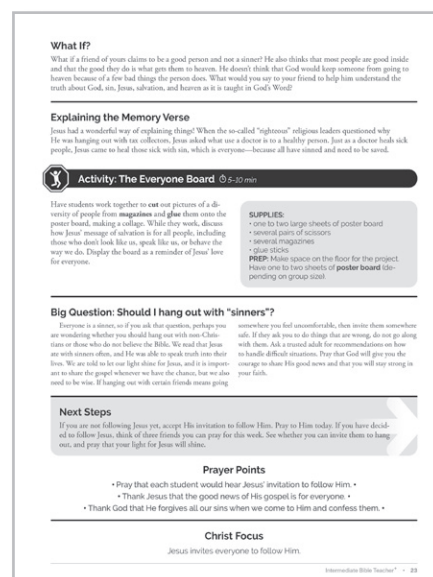 What If?
What if a friend of yours claims to be a good person and not a sinner? He also thinks that most people are good inside
and that the good they do is what gets them to heaven. He doesn't think that God would keep someone from going to
heaven because of a few bad things the person does. What would you say to your friend to help him understand the
truth about God, sin, Jesus, salvation, and heaven as it is taught in God's Word?
Explaining the Memory Verse
Jesus had a wonderful way of explaining things! When the so-called "righteous" religious leaders questioned why
He was hanging out with tax collectors, Jesus asked what use a doctor is to a healthy person. Just as a doctor heals sick
people, Jesus came to heal those sick with sin, which is everyone—because all have sinned and need to be saved.
Activity: The Everyone Board 5–10 min
Have students work together to cut out pictures of a di-
versity of people from magazines and glue them onto the
poster board, making a collage. While they work, discuss
how Jesus' message of salvation is for all people, including
those who don't look like us, speak like us, or behave the
way we do. Display the board as a reminder of Jesus' love
for everyone.
SUPPLIES:
• one to two large sheets of poster board
• several pairs of scissors
• several magazines
• glue sticks
PREP: Make space on the floor for the project.
Have one to two sheets of poster board (de-
pending on group size).
Big Question: Should I hang out with "sinners"?
Everyone is a sinner, so if you ask that question, perhaps you
are wondering whether you should hang out with non-Chris-
tians or those who do not believe the Bible. We read that Jesus
ate with sinners often, and He was able to speak truth into their
lives. We are told to let our light shine for Jesus, and it is import-
ant to share the gospel whenever we have the chance, but we also
need to be wise. If hanging out with certain friends means going
somewhere you feel uncomfortable, then invite them somewhere
safe. If they ask you to do things that are wrong, do not go along
with them. Ask a trusted adult for recommendations on how
to handle difficult situations. Pray that God will give you the
courage to share His good news and that you will stay strong in
your faith.
Next Steps
If you are not following Jesus yet, accept His invitation to follow Him. Pray to Him today. If you have decid-
ed to follow Jesus, think of three friends you can pray for this week. See whether you can invite them to hang
out, and pray that your light for Jesus will shine.
Prayer Points
• Pray that each student would hear Jesus' invitation to follow Him. •
• Thank Jesus that the good news of His gospel is for everyone. •
• Thank God that He forgives all our sins when we come to Him and confess them. •
Christ Focus
Jesus invites everyone to follow Him.
Intermediate Bible Teacher® • 23